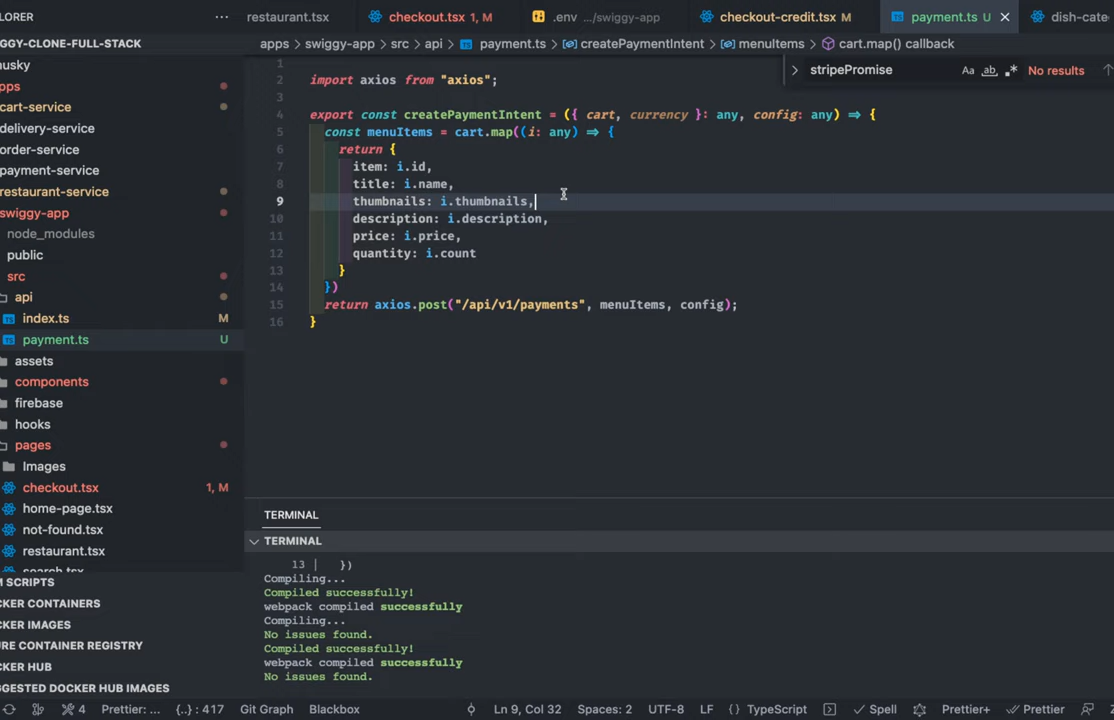 LORER
...
restaurant.tsx
checkout.tsx 1, M
.env .../swiggy-app
checkout-credit.tsx M
payment.ts U
dish-cate
GGY-CLONE-FULL-STACK
apps > swiggy-app > src > api > payment.ts > createPaymentIntent > menuItems > cart.map() callback
stripePromise
Aa ab .* No results
usky
pps
cart-service
delivery-service
order-service
payment-service
restaurant-service
swiggy-app
node_modules
public
src
api
index.ts M
payment.ts U
assets
components
firebase
hooks
pages
Images
checkout.tsx 1, M
home-page.tsx
not-found.tsx
restaurant.tsx
search.tsx
M SCRIPTS
CKER CONTAINERS
CKER IMAGES
URE CONTAINER REGISTRY
CKER HUB
GGESTED DOCKER HUB IMAGES
1
2 import axios from "axios";
3
4 export const createPaymentIntent = ({ cart, currency }: any, config: any) => {
5 const menuItems = cart.map((i: any) => {
6 return {
7 item: i.id,
8 title: i.name,
9 thumbnails: i.thumbnails,
10 description: i.description,
11 price: i.price,
12 quantity: i.count
13 }
14 })
15 return axios.post("/api/v1/payments", menuItems, config);
16 }
TERMINAL
TERMINAL
13 | })
Compiling...
Compiled successfully!
webpack compiled successfully
Compiling...
No issues found.
Compiled successfully!
webpack compiled successfully
No issues found.
4 Prettier: ... {..} : 417 Git Graph Blackbox Ln 9, Col 32 Spaces: 2 UTF-8 LF {} TypeScript Spell Prettier+ Prettier